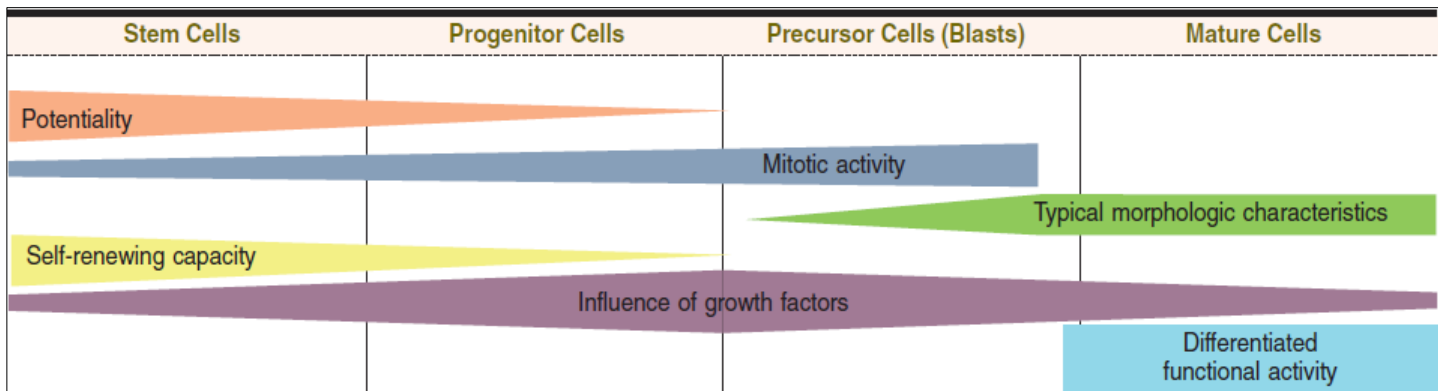 Stem Cells Progenitor Cells Precursor Cells (Blasts) Mature Cells
Potentiality
Mitotic activity
Typical morphologic characteristics
Self-renewing capacity
Influence of growth factors
Differentiated
functional activity